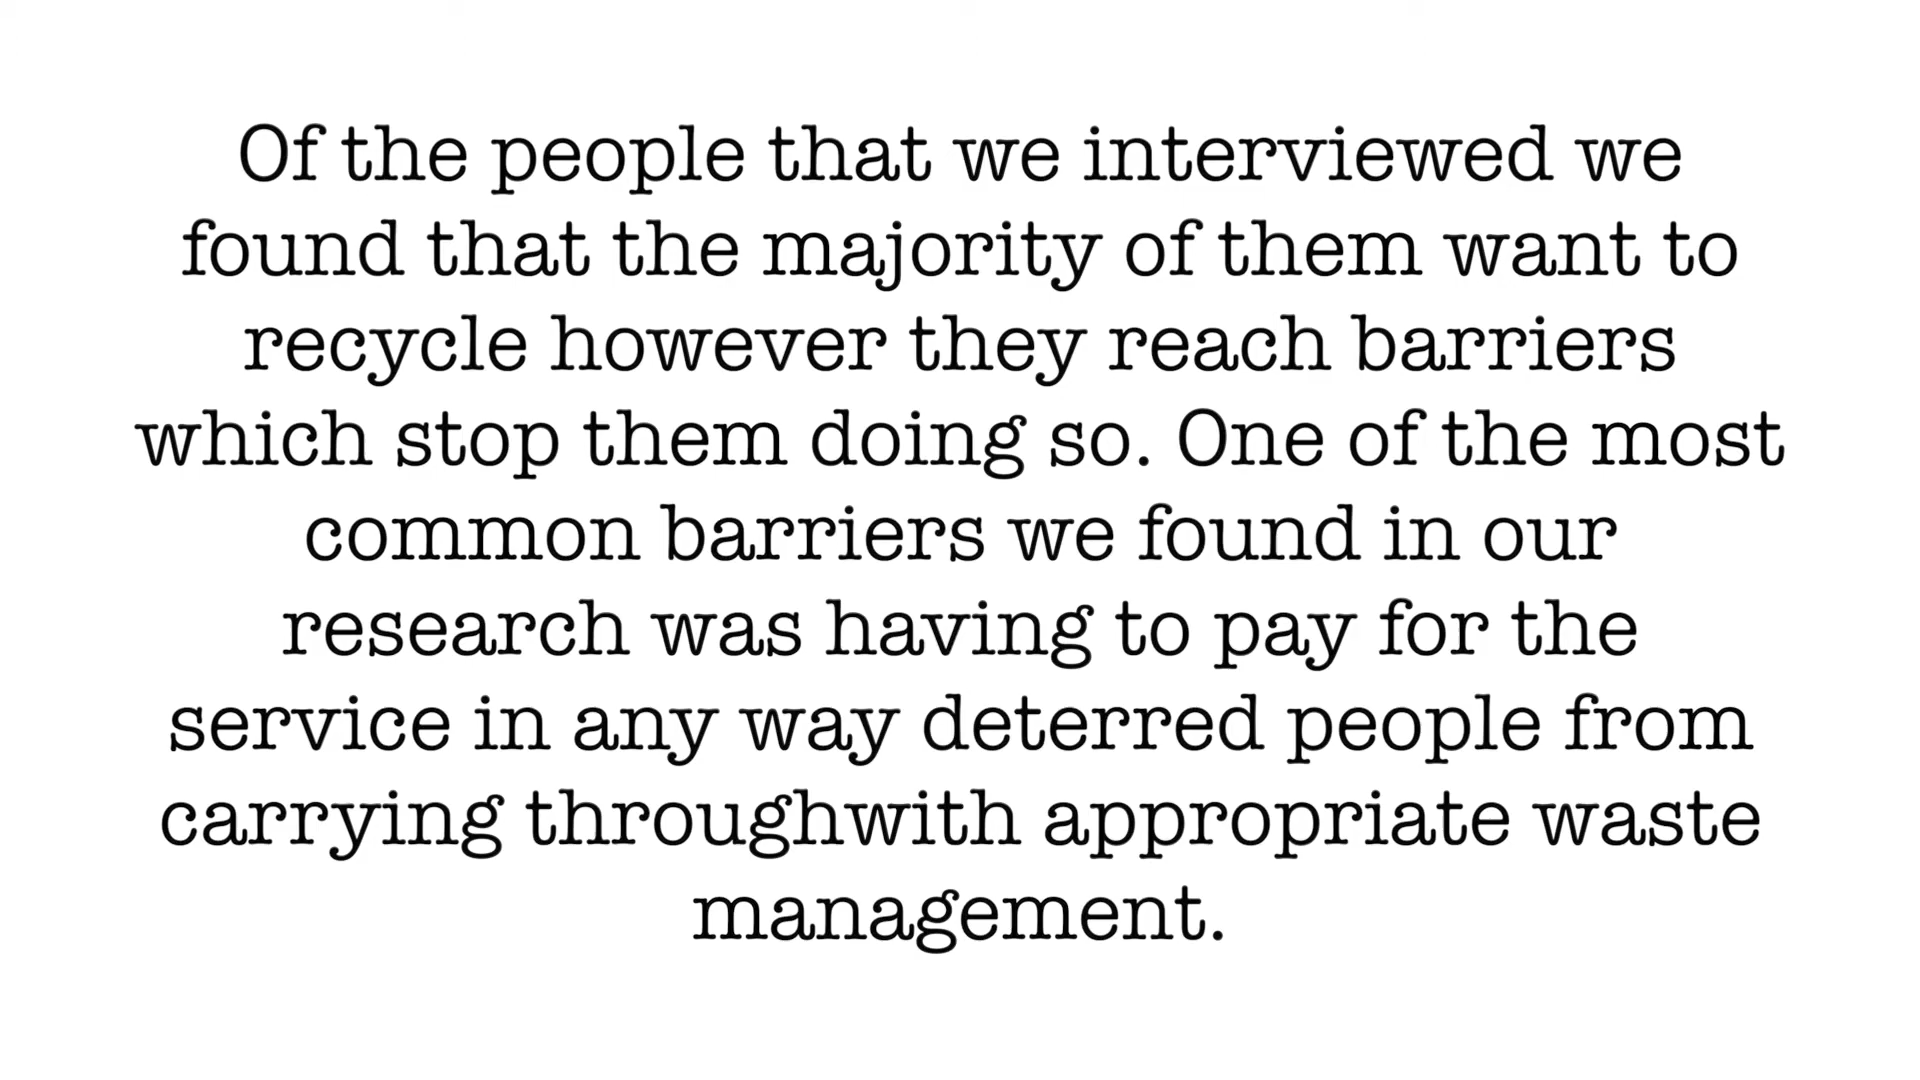 Of the people that we interviewed we
found that the majority of them want to
recycle however they reach barriers
which stop them doing so. One of the most
common barriers we found in our
research was having to pay for the
service in any way deterred people from
carrying throughwith appropriate waste
management.